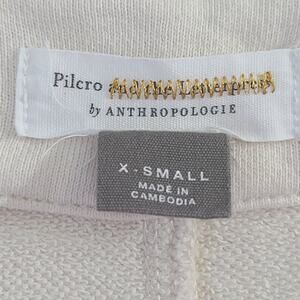 Pilcro and the Letterpress
by ANTHROPOLOGIE
X-SMALL
MADE IN
CAMBODIA